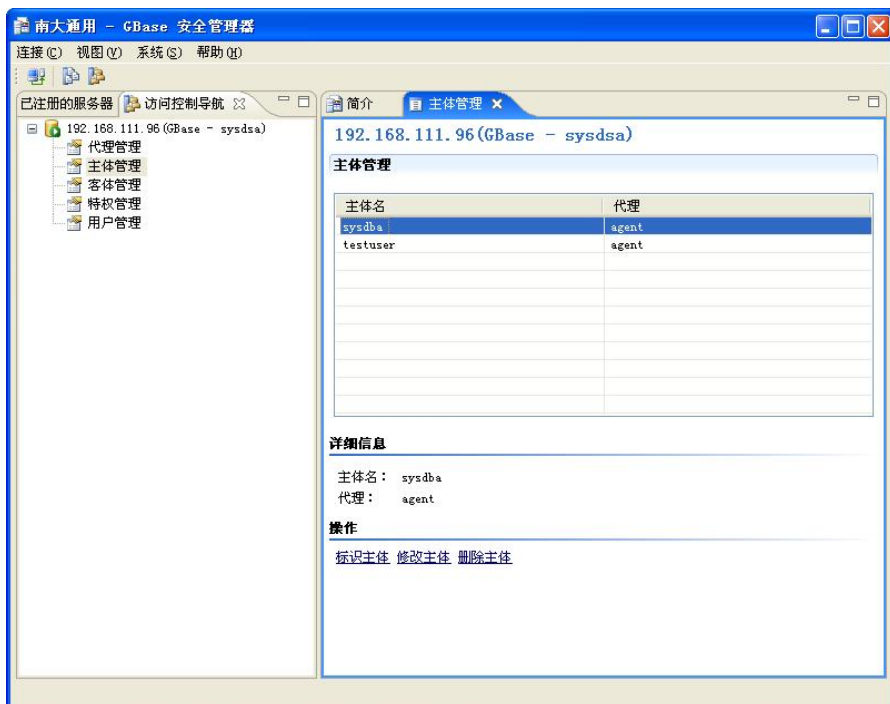 南大通用 - GBase 安全管理器
连接(C) 视图(V) 系统(S) 帮助(H)
已注册的服务器 访问控制导航
192.168.111.96(GBase - sysdsa)
代理管理
主体管理
客体管理
特权管理
用户管理
简介 主体管理
192.168.111.96(GBase - sysdsa)
主体管理
主体名 代理
sysdba agent
testuser agent
详细信息
主体名： sysdba
代理： agent
操作
标识主体 修改主体 删除主体